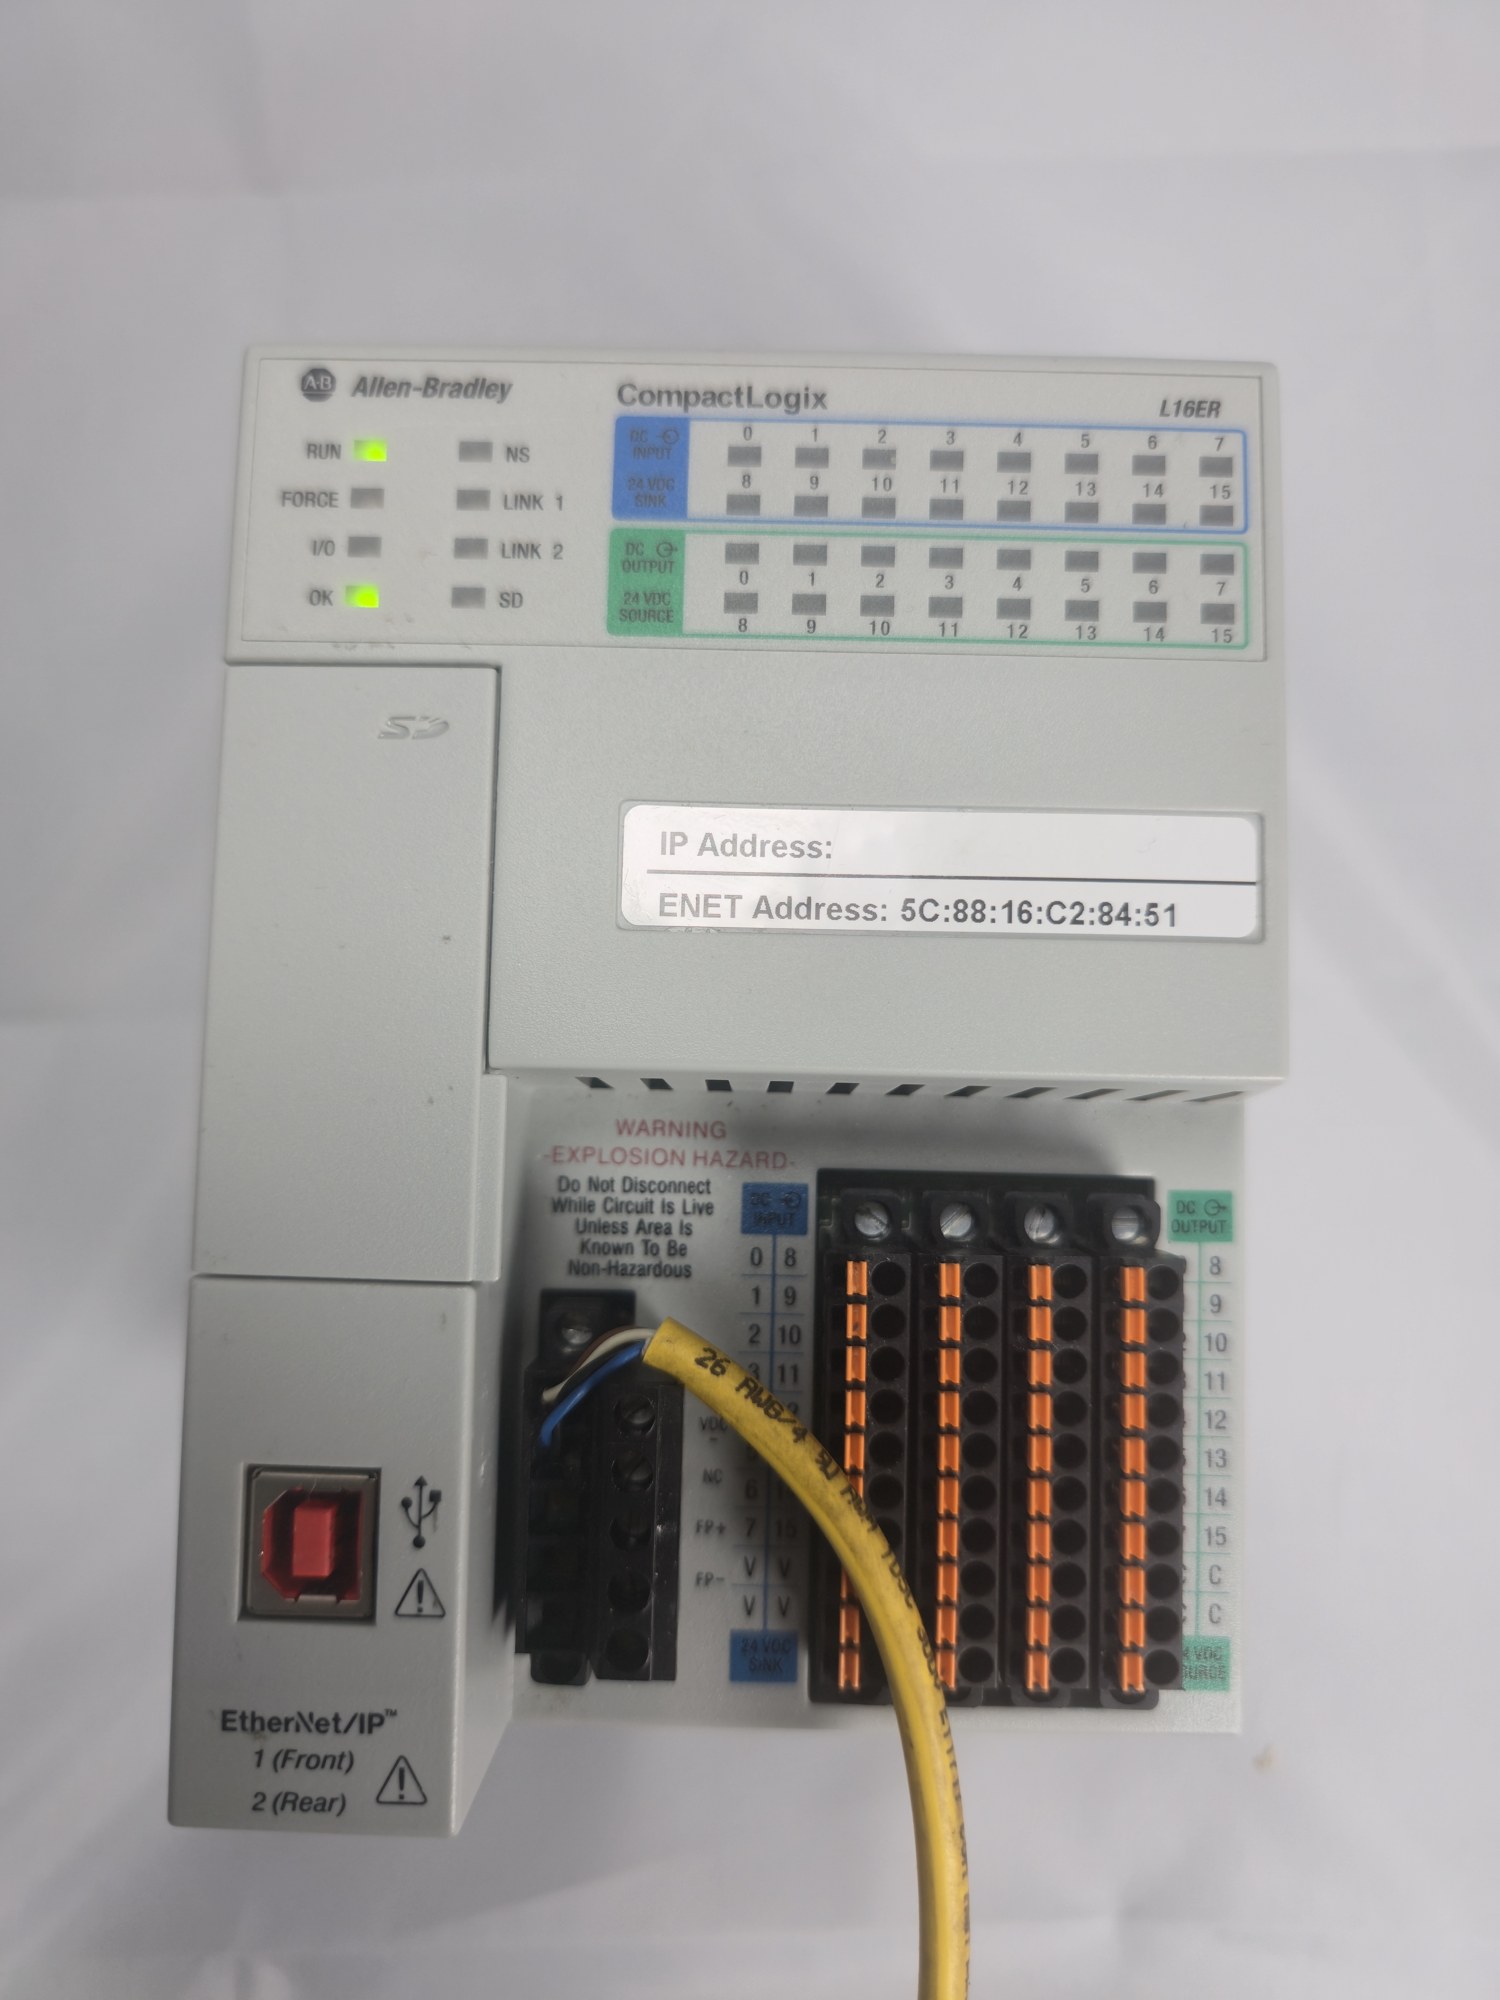 A-B Allen-Bradley
CompactLogix
L16ER
RUN NS
FORCE LINK 1
I/O LINK 2
OK SD
DC INPUT
24 VDC SINK
0 1 2 3 4 5 6 7
8 9 10 11 12 13 14 15
DC OUTPUT
24 VDC SOURCE
0 1 2 3 4 5 6 7
8 9 10 11 12 13 14 15
SD
IP Address:
ENET Address: 5C:88:16:C2:84:51
WARNING
-EXPLOSION HAZARD-
Do Not Disconnect
While Circuit Is Live
Unless Area Is
Known To Be
Non-Hazardous
VDC
-
NC
FP+
FP-
DC
INPUT
0 8
1 9
2 10
3 11
6
7 15
V V
V V
24 VDC
SINK
DC
OUTPUT
8
9
10
11
12
13
14
15
C
C
VDC
26 AWG/4
EtherNet/IP™
1 (Front)
2 (Rear)